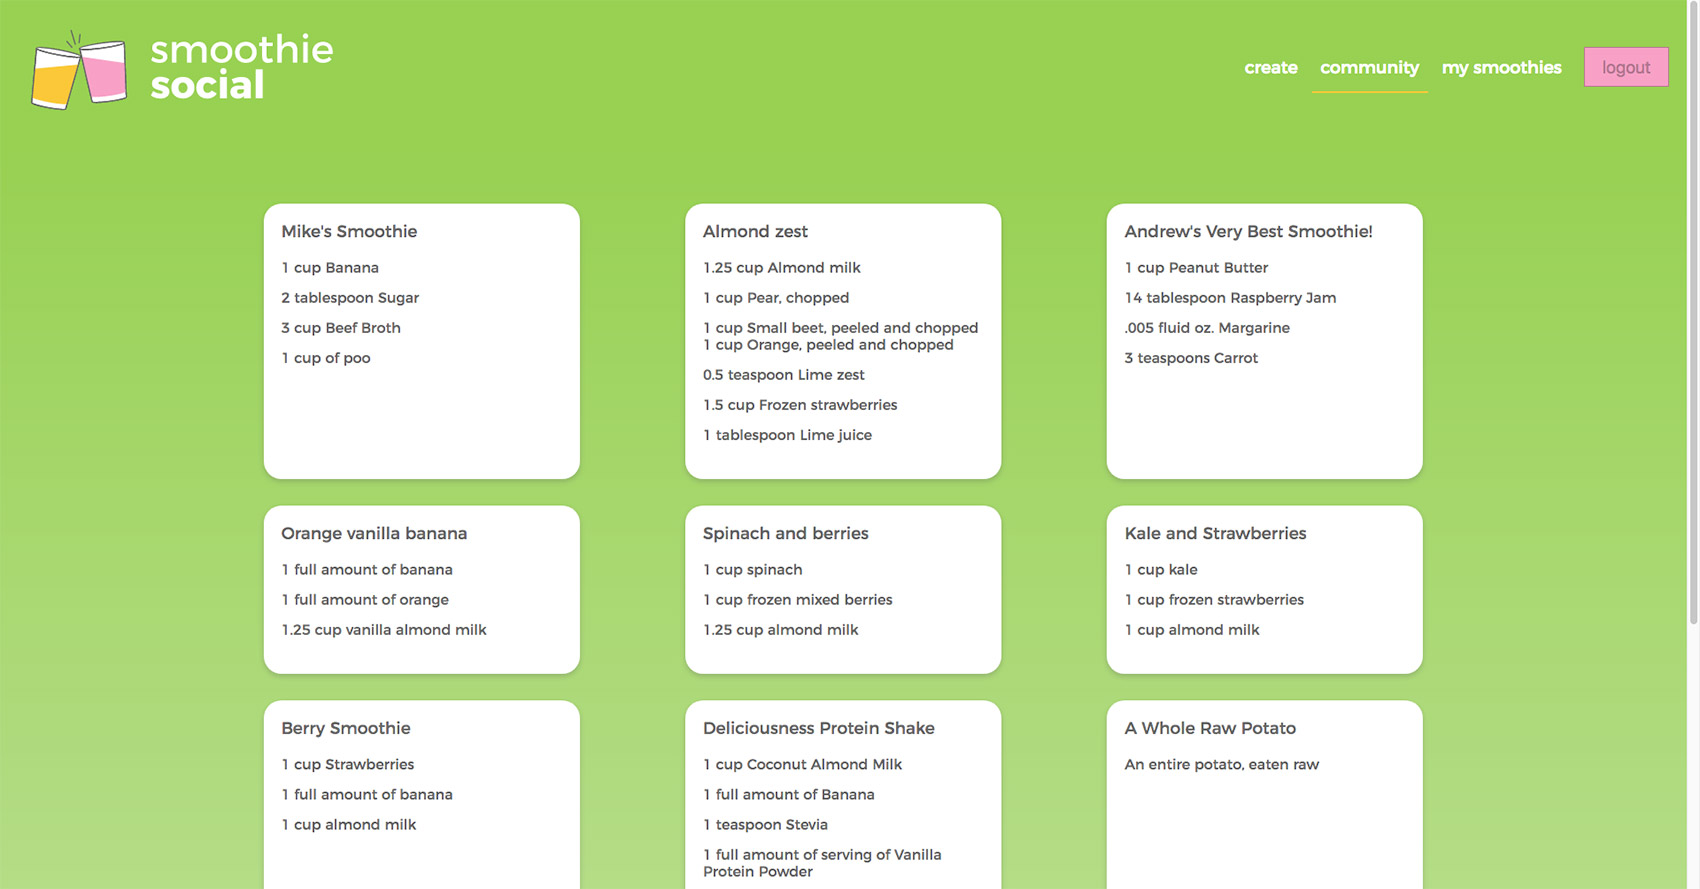 smoothie
social
create
community
my smoothies
logout
Mike's Smoothie
1 cup Banana
2 tablespoon Sugar
3 cup Beef Broth
1 cup of poo
Almond zest
1.25 cup Almond milk
1 cup Pear, chopped
1 cup Small beet, peeled and chopped
1 cup Orange, peeled and chopped
0.5 teaspoon Lime zest
1.5 cup Frozen strawberries
1 tablespoon Lime juice
Andrew's Very Best Smoothie!
1 cup Peanut Butter
14 tablespoon Raspberry Jam
.005 fluid oz. Margarine
3 teaspoons Carrot
Orange vanilla banana
1 full amount of banana
1 full amount of orange
1.25 cup vanilla almond milk
Spinach and berries
1 cup spinach
1 cup frozen mixed berries
1.25 cup almond milk
Kale and Strawberries
1 cup kale
1 cup frozen strawberries
1 cup almond milk
Berry Smoothie
1 cup Strawberries
1 full amount of banana
1 cup almond milk
Deliciousness Protein Shake
1 cup Coconut Almond Milk
1 full amount of Banana
1 teaspoon Stevia
1 full amount of serving of Vanilla
Protein Powder
A Whole Raw Potato
An entire potato, eaten raw